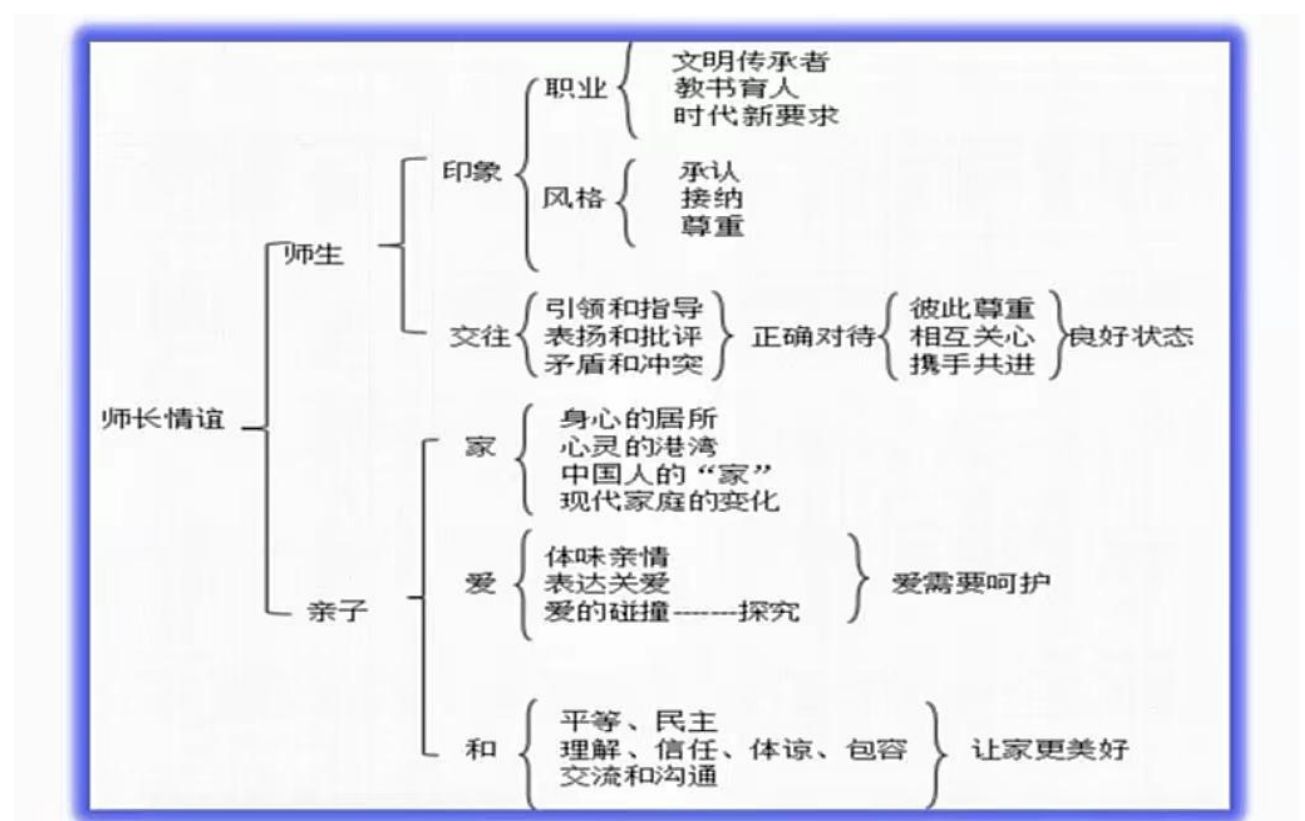 师长情谊
师生
印象
职业
文明传承者
教书育人
时代新要求
风格
承认
接纳
尊重
交往
引领和指导
表扬和批评
矛盾和冲突
正确对待
彼此尊重
相互关心
携手共进
良好状态
亲子
家
身心的居所
心灵的港湾
中国人的“家”
现代家庭的变化
爱
体味亲情
表达关爱
爱的碰撞-------探究
爱需要呵护
和
平等、民主
理解、信任、体谅、包容
交流和沟通
让家更美好